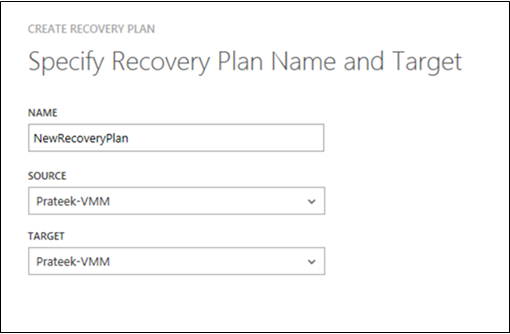 CREATE RECOVERY PLAN
Specify Recovery Plan Name and Target
NAME
NewRecoveryPlan
SOURCE
Prateek-VMM
TARGET
Prateek-VMM